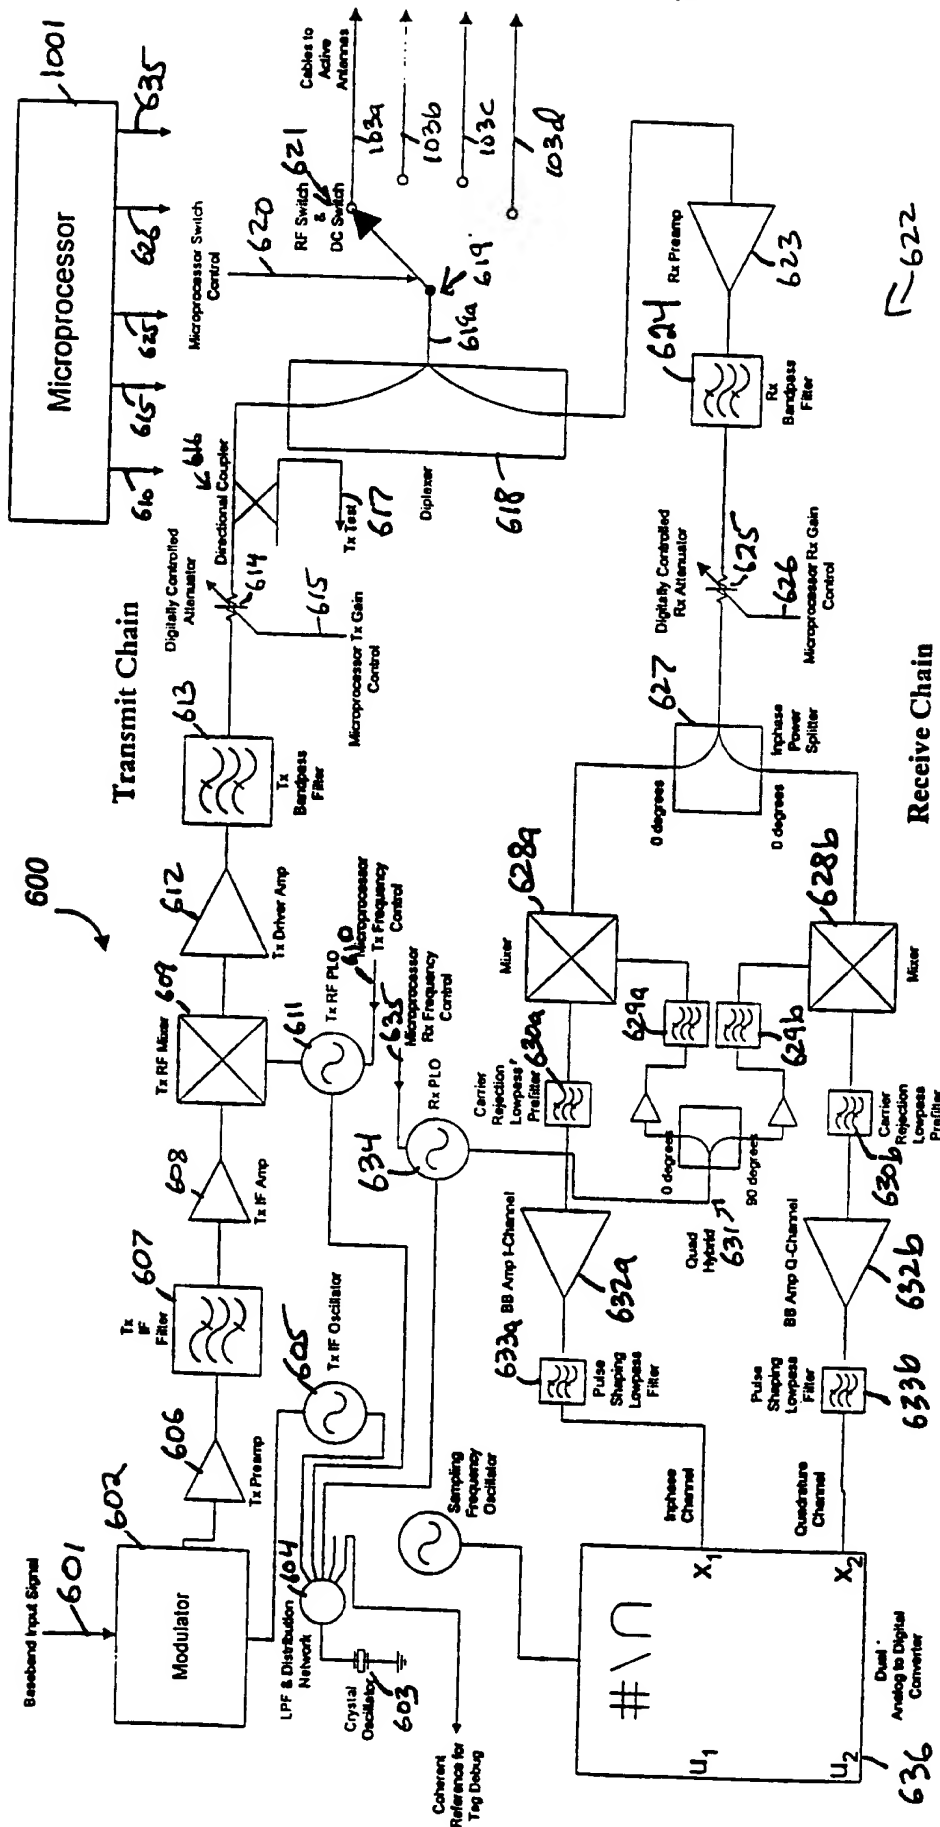 Microprocessor
1001
610
615
625
626
635
Transmit Chain
600
Baseband Input Signal
601
Modulator
602
606
Tx Preamp
Tx
IF
Filter
607
608
Tx IF Amp
Tx RF Mixer
609
612
Tx Driver Amp
613
Tx
Bandpass
Filter
Digitally Controlled
Attenuator
614
615
Microprocessor Tx Gain
Control
Directional Coupler
616
Tx Test
617
Diplexer
618
619a
619
620
Microprocessor Switch
Control
RF Switch
&
DC Switch
621
Cables to
Active
Antennas
103a
103b
103c
103d
LPF & Distribution
Network
604
Crystal
Oscillator
603
Coherent
Reference for
Tag Debug
605
Tx IF Oscillator
611
Tx RF PLO
610
Microprocessor
Tx Frequency
Control
635
Microprocessor
Rx Frequency
Control
Rx PLO
634
Sampling
Frequency
Oscillator
622
Rx Preamp
623
624
Rx
Bandpass
Filter
Digitally Controlled
Rx Attenuator
625
626
Microprocessor Rx Gain
Control
627
Inphase
Power
Splitter
0 degrees
0 degrees
Mixer
628a
628b
Mixer
629a
629b
Carrier
Rejection
Lowpass
Prefilter
630a
Carrier
Rejection
Lowpass
Prefilter
630b
0 degrees
90 degrees
Quad
Hybrid
631
BB Amp I-Channel
632a
BB Amp Q-Channel
632b
633a
Pulse
Shaping
Lowpass
Filter
Pulse
Shaping
Lowpass
Filter
633b
Inphase
Channel
Quadrature
Channel
X1
X2
# \ ∩
U1
U2
Dual
Analog to Digital
Converter
636
Receive Chain